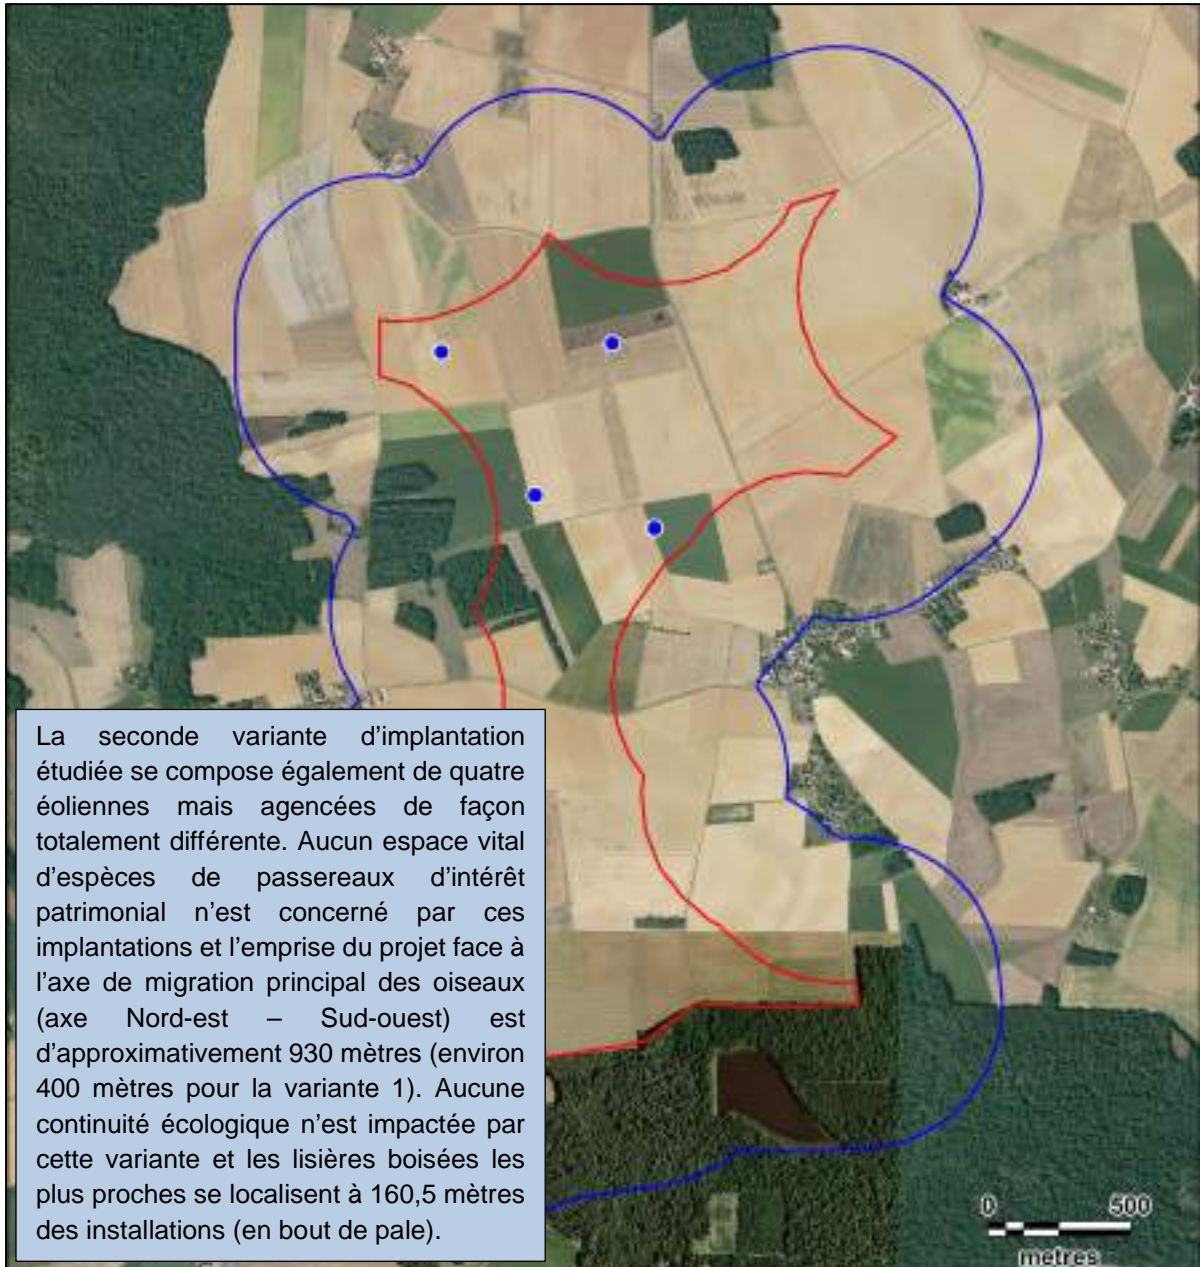 La seconde variante d'implantation
étudiée se compose également de quatre
éoliennes mais agencées de façon
totalement différente. Aucun espace vital
d'espèces de passereaux d'intérêt
patrimonial n'est concerné par ces
implantations et l'emprise du projet face à
l'axe de migration principal des oiseaux
(axe Nord-est – Sud-ouest) est
d'approximativement 930 mètres (environ
400 mètres pour la variante 1). Aucune
continuité écologique n'est impactée par
cette variante et les lisières boisées les
plus proches se localisent à 160,5 mètres
des installations (en bout de pale).
0 500
metres